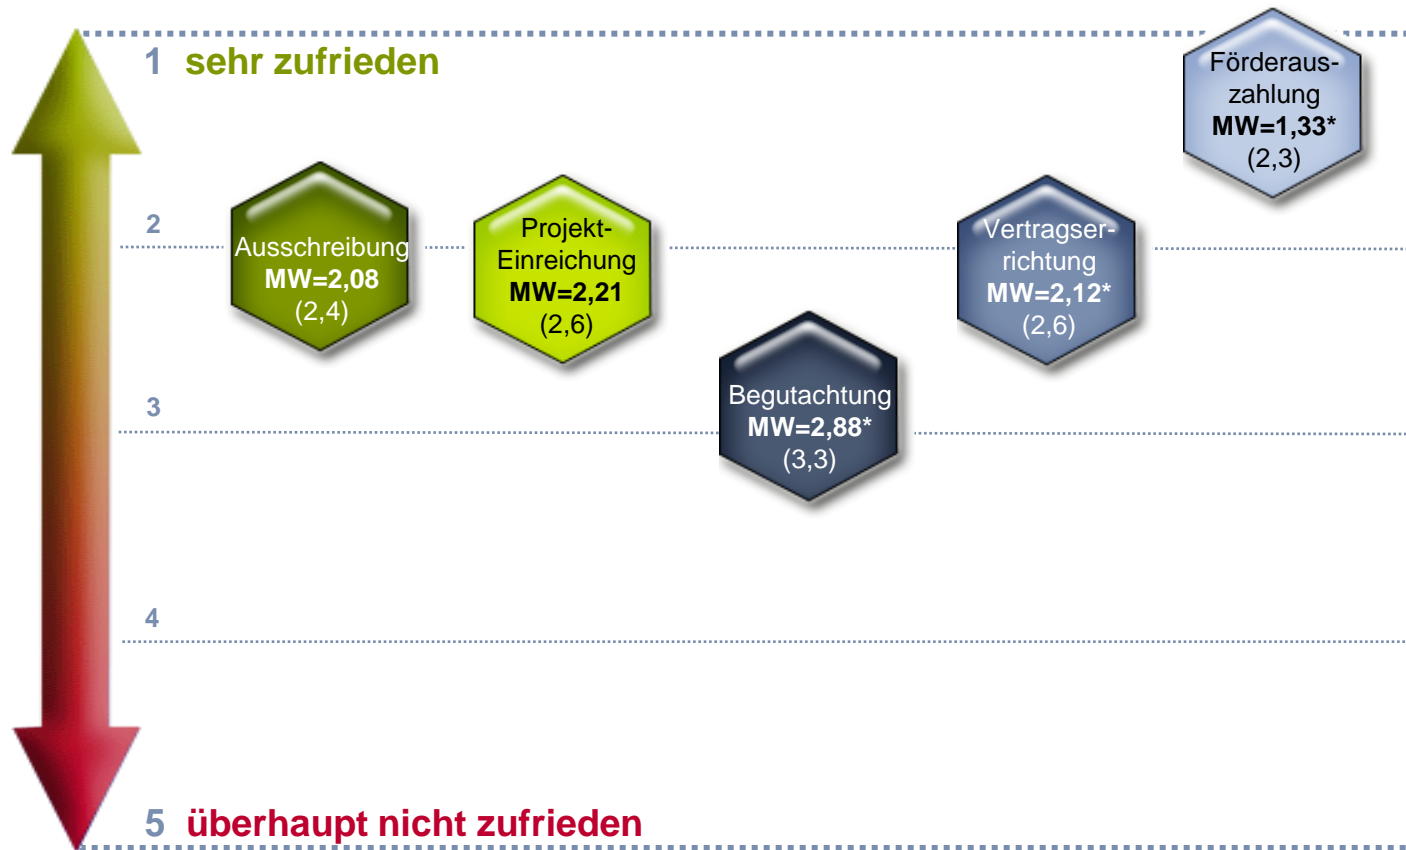 1 sehr zufrieden
Förderaus-
zahlung
MW=1,33*
(2,3)
2
Ausschreibung
MW=2,08
(2,4)
Projekt-
Einreichung
MW=2,21
(2,6)
Vertragser-
richtung
MW=2,12*
(2,6)
3
Begutachtung
MW=2,88*
(3,3)
4
5 überhaupt nicht zufrieden